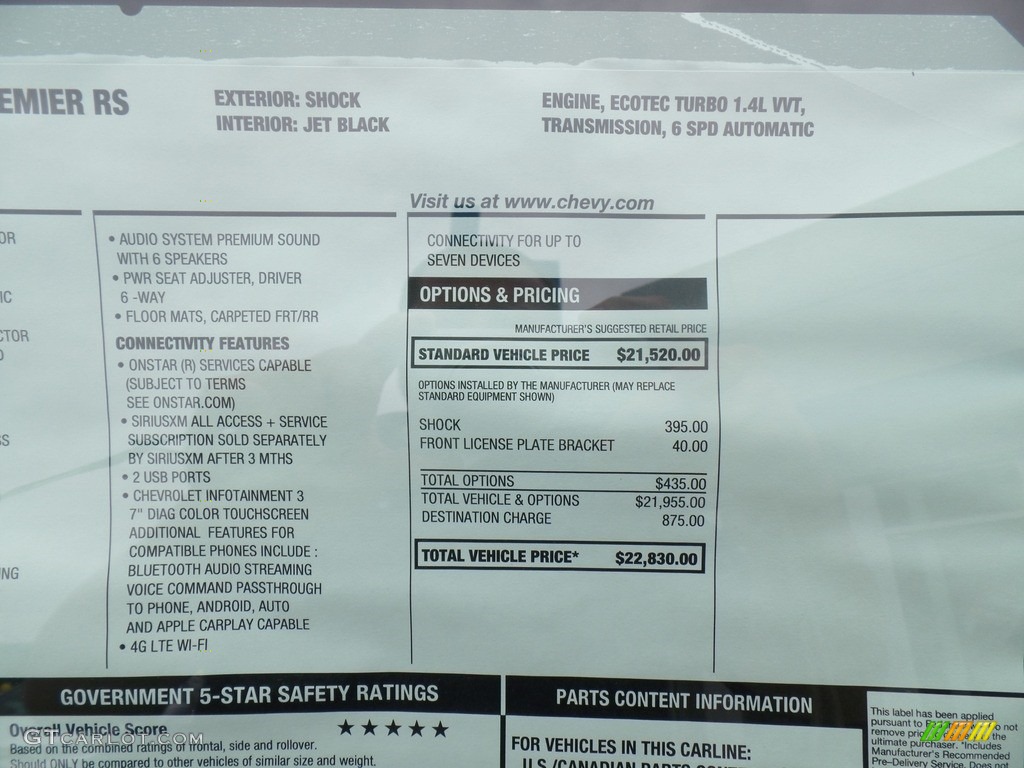 EMIER RS
EXTERIOR: SHOCK
INTERIOR: JET BLACK
ENGINE, ECOTEC TURBO 1.4L VVT,
TRANSMISSION, 6 SPD AUTOMATIC
Visit us at www.chevy.com
OR
IC
CTOR
SS
NG
• AUDIO SYSTEM PREMIUM SOUND
WITH 6 SPEAKERS
• PWR SEAT ADJUSTER, DRIVER
6 -WAY
• FLOOR MATS, CARPETED FRT/RR
CONNECTIVITY FEATURES
• ONSTAR (R) SERVICES CAPABLE
(SUBJECT TO TERMS
SEE ONSTAR.COM)
• SIRIUSXM ALL ACCESS + SERVICE
SUBSCRIPTION SOLD SEPARATELY
BY SIRIUSXM AFTER 3 MTHS
• 2 USB PORTS
• CHEVROLET INFOTAINMENT 3
7" DIAG COLOR TOUCHSCREEN
ADDITIONAL FEATURES FOR
COMPATIBLE PHONES INCLUDE :
BLUETOOTH AUDIO STREAMING
VOICE COMMAND PASSTHROUGH
TO PHONE, ANDROID, AUTO
AND APPLE CARPLAY CAPABLE
• 4G LTE WI-FI
CONNECTIVITY FOR UP TO
SEVEN DEVICES
OPTIONS & PRICING
MANUFACTURER'S SUGGESTED RETAIL PRICE
STANDARD VEHICLE PRICE $21,520.00
OPTIONS INSTALLED BY THE MANUFACTURER (MAY REPLACE
STANDARD EQUIPMENT SHOWN)
SHOCK 395.00
FRONT LICENSE PLATE BRACKET 40.00
TOTAL OPTIONS $435.00
TOTAL VEHICLE & OPTIONS $21,955.00
DESTINATION CHARGE 875.00
TOTAL VEHICLE PRICE* $22,830.00
GOVERNMENT 5-STAR SAFETY RATINGS
Overall Vehicle Score ★★★★★
Based on the combined ratings of frontal, side and rollover.
Should ONLY be compared to other vehicles of similar size and weight.
PARTS CONTENT INFORMATION
FOR VEHICLES IN THIS CARLINE:
U.S./CANADIAN PARTS
This label has been applied
pursuant to not
remove the
ultimate purchaser. *Includes
Manufacturer's Recommended
Pre-Delivery Service. Does not
GTCARLOT.COM